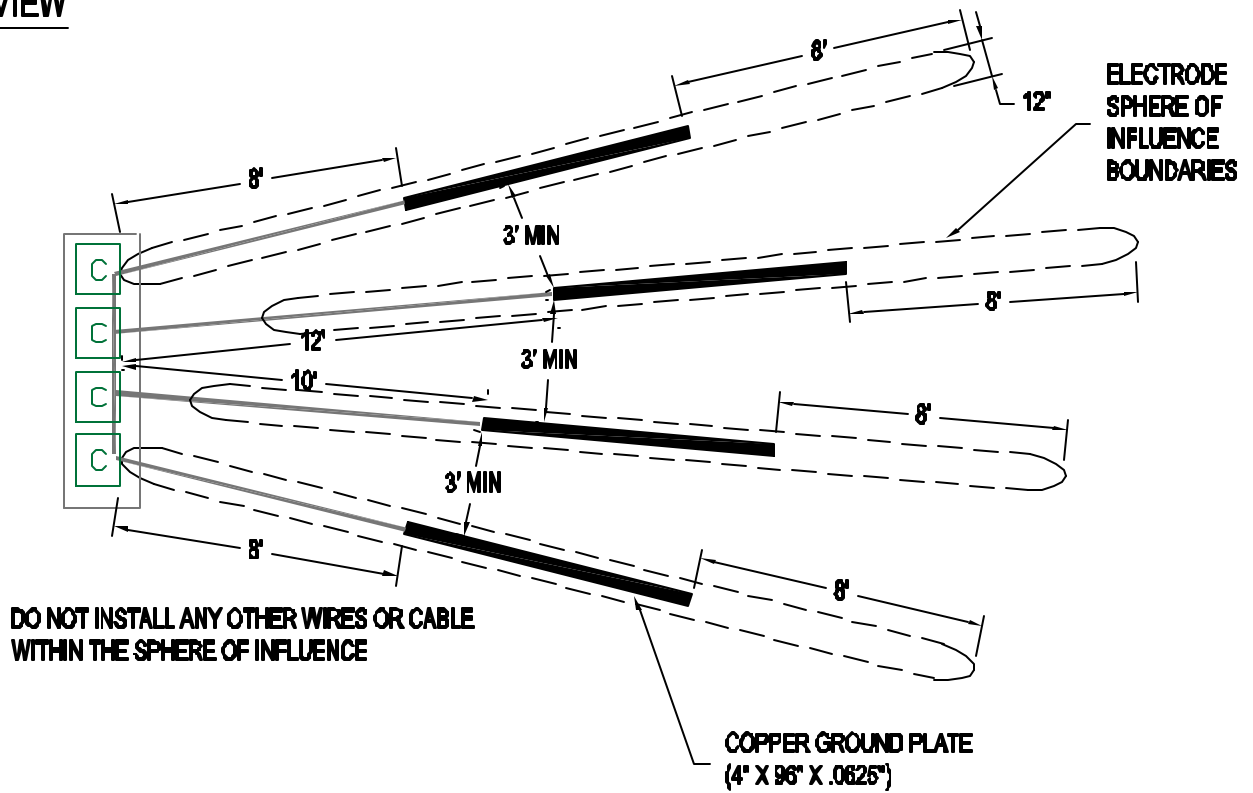 VIEW
8'
12"
ELECTRODE
SPHERE OF
INFLUENCE
BOUNDARIES
8'
3' MIN
C
C
C
C
8'
12'
3' MIN
10'
8'
3' MIN
8'
8'
DO NOT INSTALL ANY OTHER WIRES OR CABLE
WITHIN THE SPHERE OF INFLUENCE
COPPER GROUND PLATE
(4" X 96" X .0625")